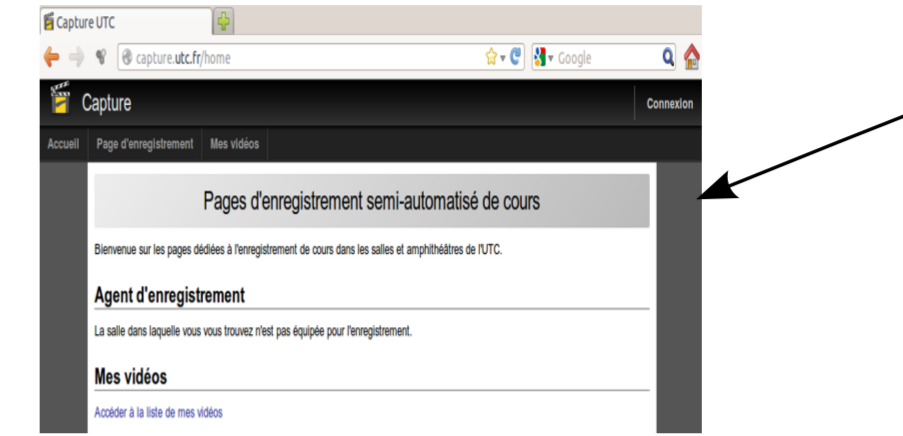 Capture UTC
capture.utc.fr/home
Google
Capture
Connexion
Accueil Page d'enregistrement Mes vidéos
Pages d'enregistrement semi-automatisé de cours
Bienvenue sur les pages dédiées à l'enregistrement de cours dans les salles et amphithéâtres de l'UTC.
Agent d'enregistrement
La salle dans laquelle vous vous trouvez n'est pas équipée pour l'enregistrement.
Mes vidéos
Accéder à la liste de mes vidéos